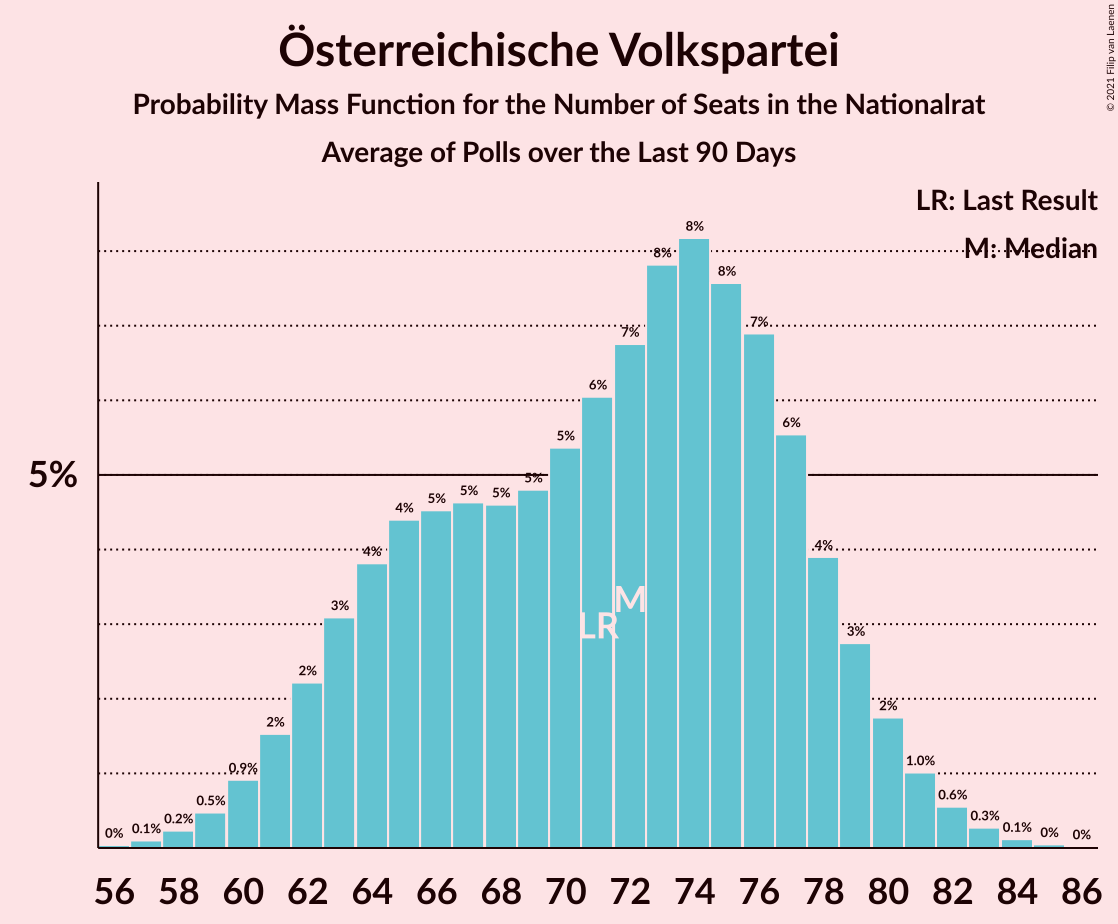 Österreichische Volkspartei
Probability Mass Function for the Number of Seats in the Nationalrat
Average of Polls over the Last 90 Days
© 2021 Filip van Laenen
LR: Last Result
M: Median
5%
0% 0.1% 0.2% 0.5% 0.9% 2% 2% 3% 4% 4% 5% 5% 5% 5% 5% 6% 7% 8% 8% 8% 7% 6% 4% 3% 2% 1.0% 0.6% 0.3% 0.1% 0% 0%
M
LR
56 58 60 62 64 66 68 70 72 74 76 78 80 82 84 86